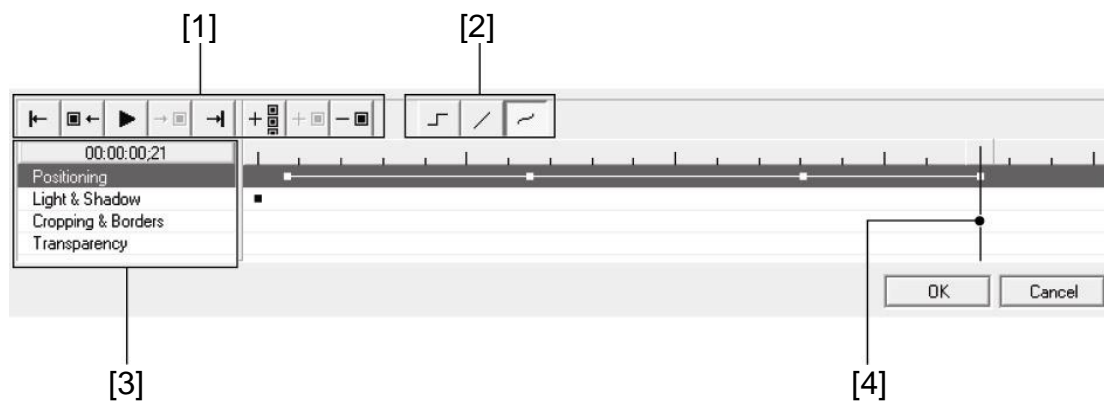 [1] [2]
00:00:00;21
Positioning
Light & Shadow
Cropping & Borders
Transparency
OK Cancel
[3] [4]